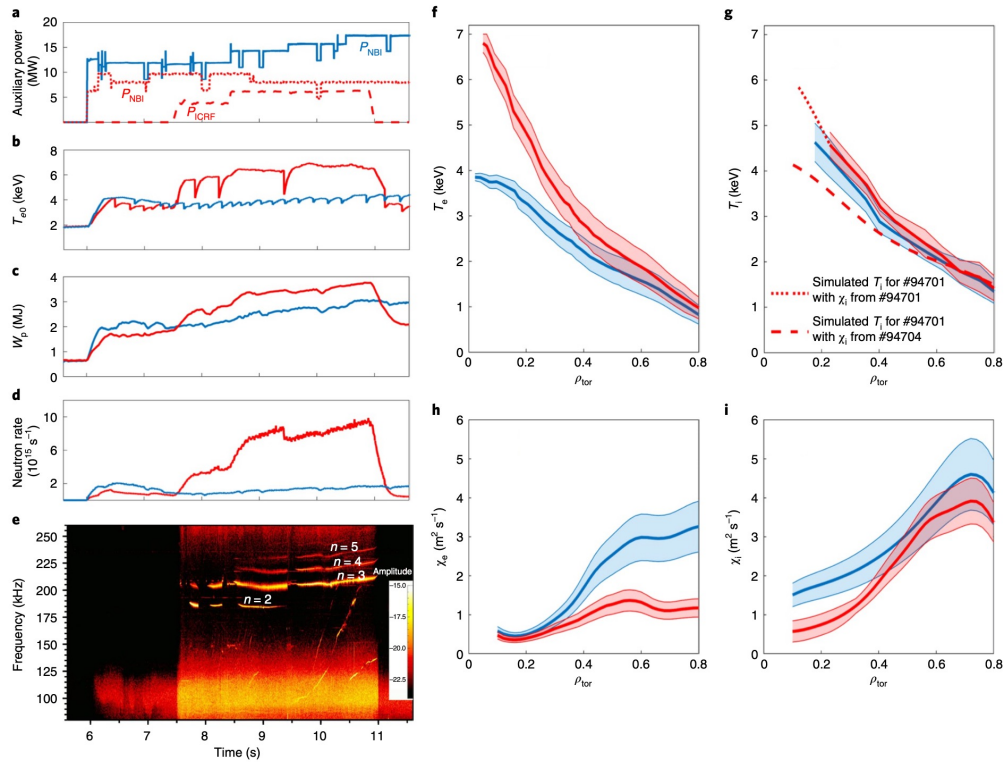 a
Auxiliary power
(MW)
20
15
10
5
P_NBI
P_NBI
P_ICRF
b
T_e0 (keV)
8
6
4
2
c
W_p (MJ)
4
3
2
1
0
d
Neutron rate
(10^15 s^-1)
10
6
2
e
Frequency (kHz)
250
225
200
175
150
125
100
n = 5
n = 4
n = 3
n = 2
Amplitude
-15.0
-17.5
-20.0
-22.5
6 7 8 9 10 11
Time (s)
f
T_e (keV)
7
6
5
4
3
2
1
0
0 0.2 0.4 0.6 0.8
ρ_tor
g
T_i (keV)
7
6
5
4
3
2
1
0
Simulated T_i for #94701
with χ_i from #94701
Simulated T_i for #94701
with χ_i from #94704
0 0.2 0.4 0.6 0.8
ρ_tor
h
χ_e (m² s⁻¹)
6
5
4
3
2
1
0
0 0.2 0.4 0.6 0.8
ρ_tor
i
χ_i (m² s⁻¹)
6
5
4
3
2
1
0
0 0.2 0.4 0.6 0.8
ρ_tor